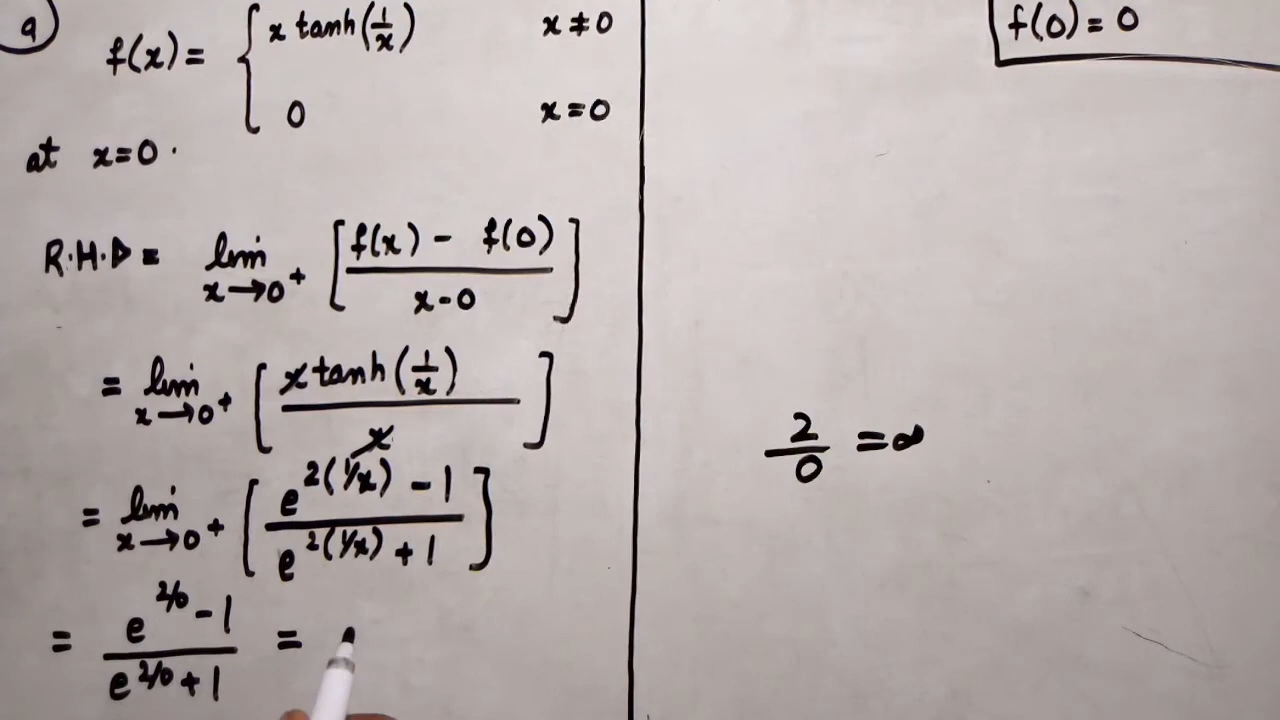 9
f(x) = { x tanh(1/x) x ≠ 0
0 x = 0
at x=0.
R.H.D = lim x→0+ [ f(x) - f(0) / x-0 ]
= lim x→0+ [ x tanh(1/x) / x ]
= lim x→0+ [ e^2(1/x) - 1 / e^2(1/x) + 1 ]
= e^2/0 - 1 / e^2/0 + 1 =
f(0) = 0
2/0 = ∞